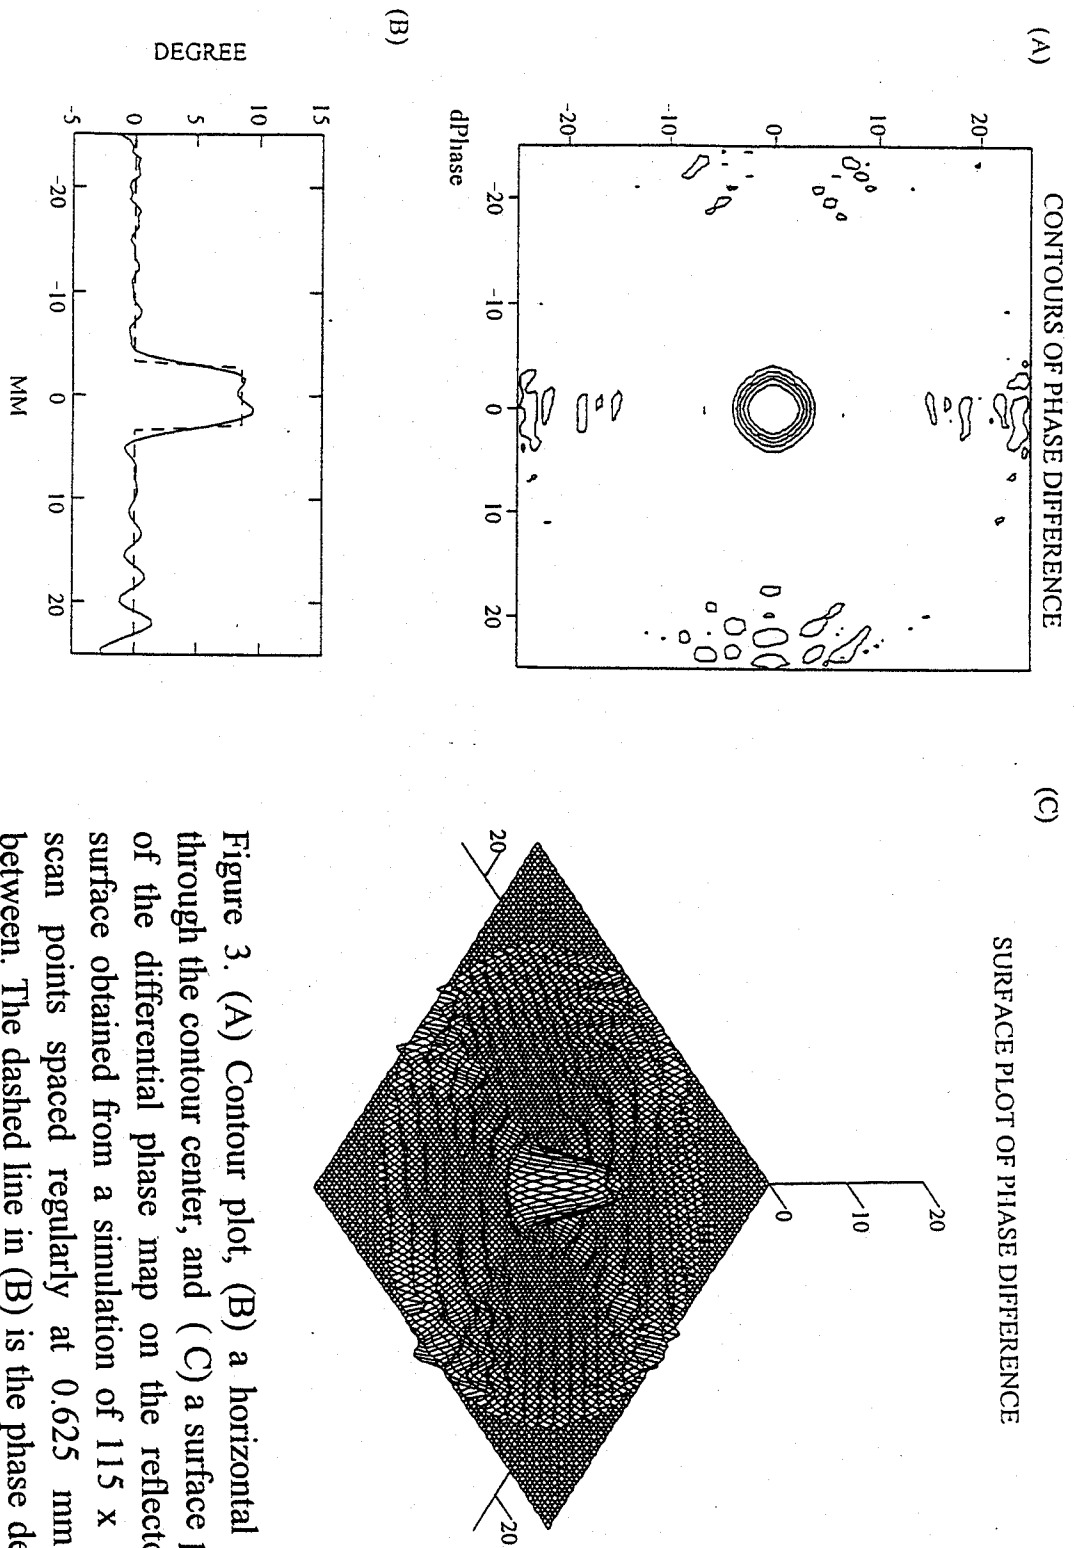 (A)
CONTOURS OF PHASE DIFFERENCE
20
10
0
-10
-20
-20
-10
0
10
20
dPhase
(B)
DEGREE
15
10
5
0
-5
-20
-10
0
10
20
MM
(C)
SURFACE PLOT OF PHASE DIFFERENCE
20
10
0
20
20
Figure 3. (A) Contour plot, (B) a horizontal
through the contour center, and ( C) a surface
of the differential phase map on the
surface obtained from a simulation of 115 x
scan points spaced regularly at 0.625 mm
between. The dashed line in (B) is the phase